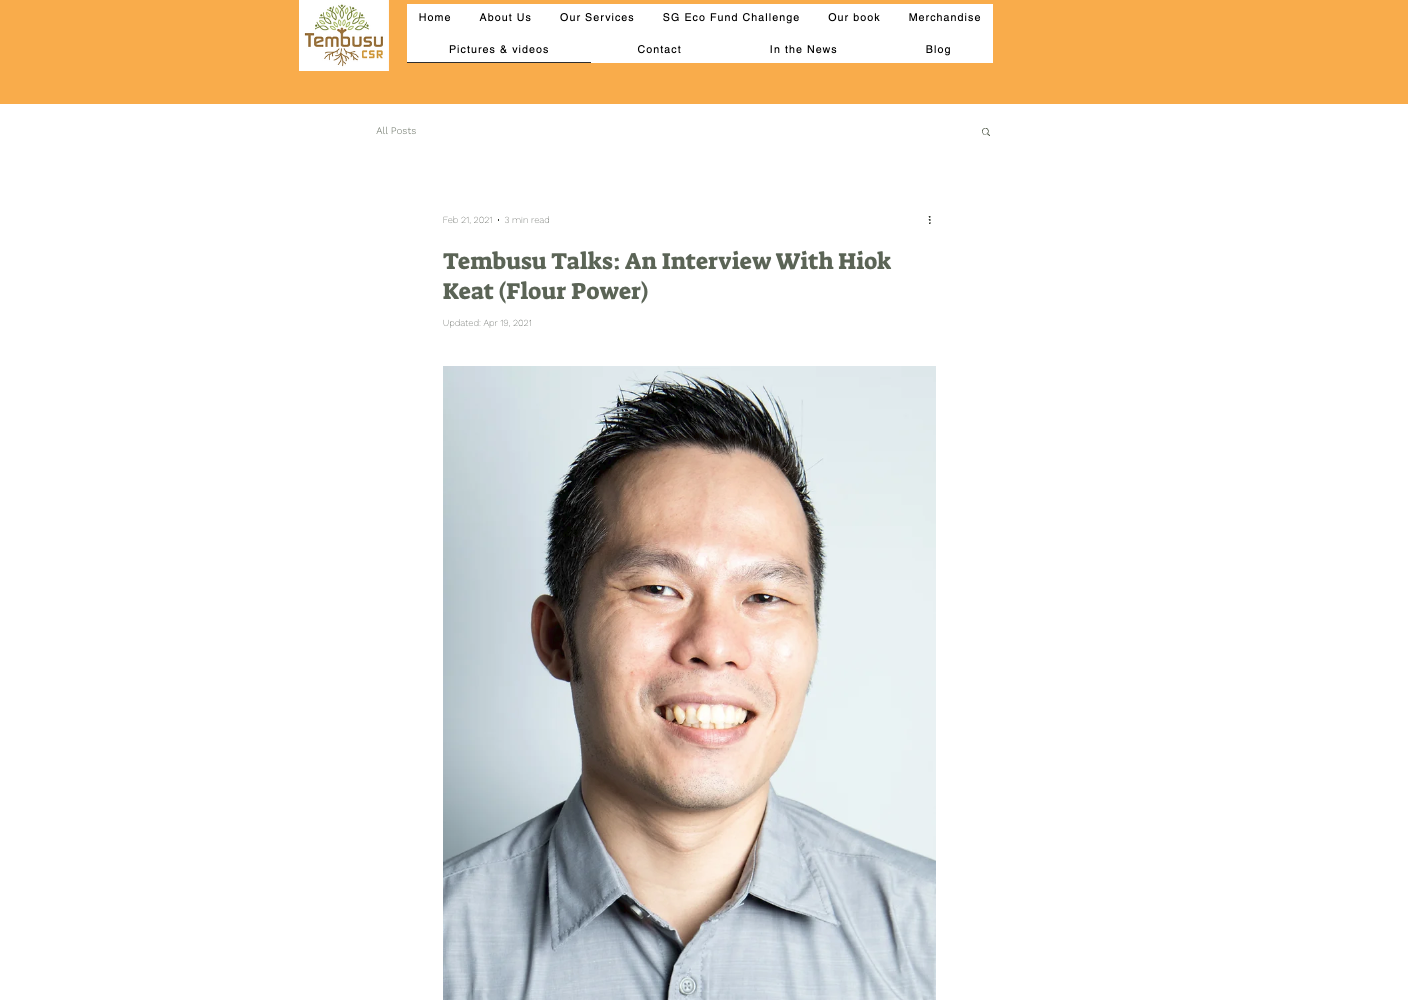 Tembusu
CSR
Home About Us Our Services SG Eco Fund Challenge Our book Merchandise
Pictures & videos Contact In the News Blog
All Posts
Feb 21, 2021 • 3 min read
Tembusu Talks: An Interview With Hiok
Keat (Flour Power)
Updated: Apr 19, 2021